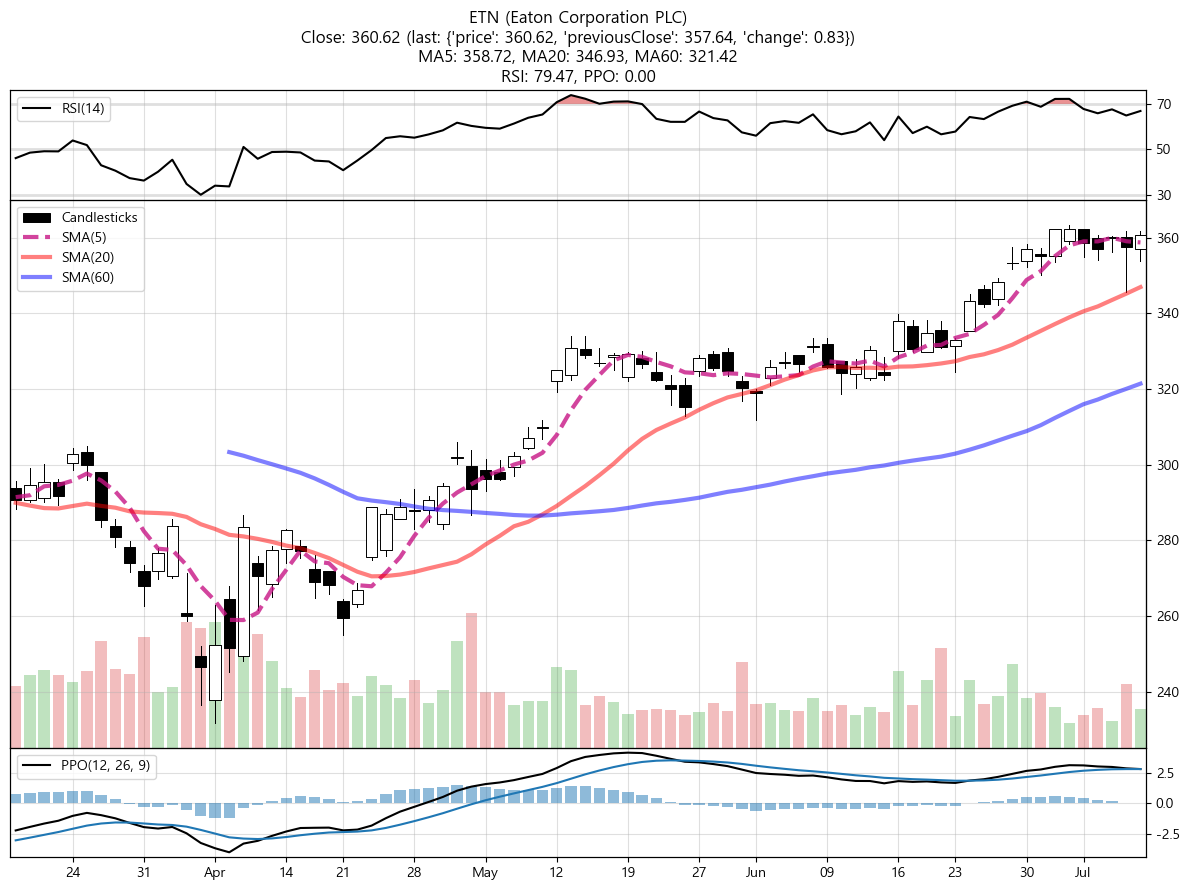 ETN (Eaton Corporation PLC)
Close: 360.62 (last: {'price': 360.62, 'previousClose': 357.64, 'change': 0.83})
MA5: 358.72, MA20: 346.93, MA60: 321.42
RSI: 79.47, PPO: 0.00
RSI(14)
70
50
30
Candlesticks
SMA(5)
SMA(20)
SMA(60)
360
340
320
300
280
260
240
PPO(12, 26, 9)
2.5
0.0
-2.5
24 31 Apr 14 21 28 May 12 19 27 Jun 09 16 23 30 Jul